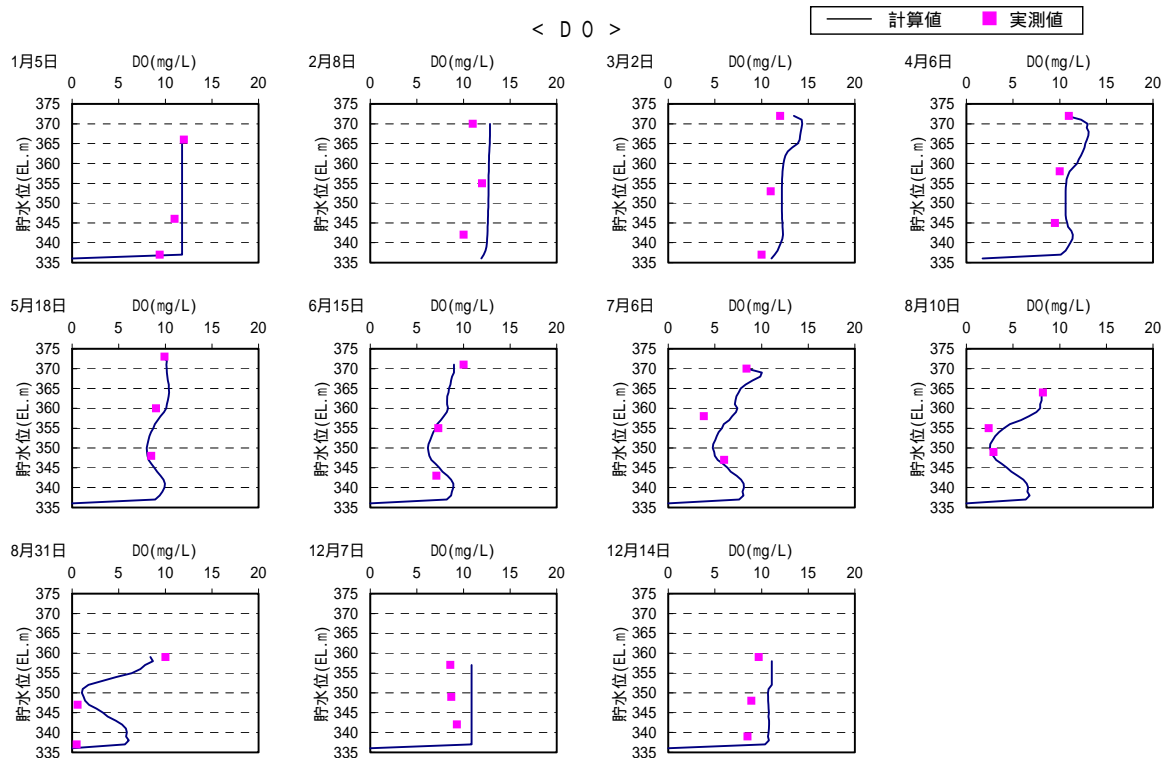 < D O >
計算値 実測値
1月5日 DO(mg/L) 2月8日 DO(mg/L) 3月2日 DO(mg/L) 4月6日 DO(mg/L)
0 5 10 15 20 0 5 10 15 20 0 5 10 15 20 0 5 10 15 20
貯水位(EL.m) 貯水位(EL.m) 貯水位(EL.m) 貯水位(EL.m)
375 375 375 375
370 370 370 370
365 365 365 365
360 360 360 360
355 355 355 355
350 350 350 350
345 345 345 345
340 340 340 340
335 335 335 335
5月18日 DO(mg/L) 6月15日 DO(mg/L) 7月6日 DO(mg/L) 8月10日 DO(mg/L)
0 5 10 15 20 0 5 10 15 20 0 5 10 15 20 0 5 10 15 20
貯水位(EL.m) 貯水位(EL.m) 貯水位(EL.m) 貯水位(EL.m)
375 375 375 375
370 370 370 370
365 365 365 365
360 360 360 360
355 355 355 355
350 350 350 350
345 345 345 345
340 340 340 340
335 335 335 335
8月31日 DO(mg/L) 12月7日 DO(mg/L) 12月14日 DO(mg/L)
0 5 10 15 20 0 5 10 15 20 0 5 10 15 20
貯水位(EL.m) 貯水位(EL.m) 貯水位(EL.m)
375 375 375
370 370 370
365 365 365
360 360 360
355 355 355
350 350 350
345 345 345
340 340 340
335 335 335